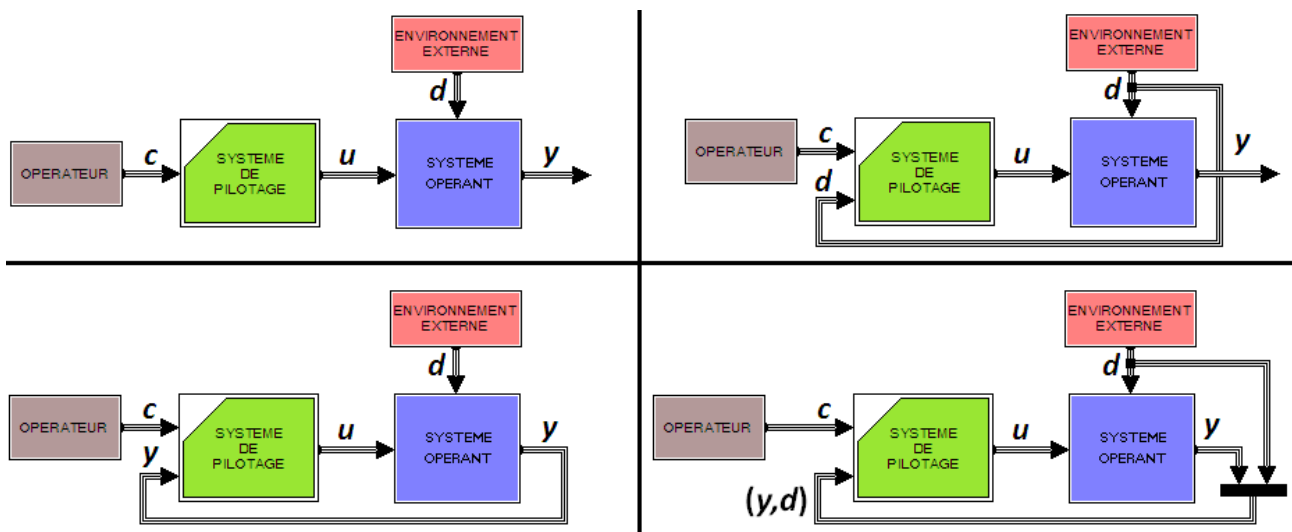 ENVIRONNEMENT
EXTERNE
d
OPERATEUR
c
SYSTEME
DE
PILOTAGE
u
SYSTEME
OPERANT
y
ENVIRONNEMENT
EXTERNE
d
OPERATEUR
c
d
SYSTEME
DE
PILOTAGE
u
SYSTEME
OPERANT
y
ENVIRONNEMENT
EXTERNE
d
OPERATEUR
c
y
SYSTEME
DE
PILOTAGE
u
SYSTEME
OPERANT
y
ENVIRONNEMENT
EXTERNE
d
OPERATEUR
c
(y,d)
SYSTEME
DE
PILOTAGE
u
SYSTEME
OPERANT
y